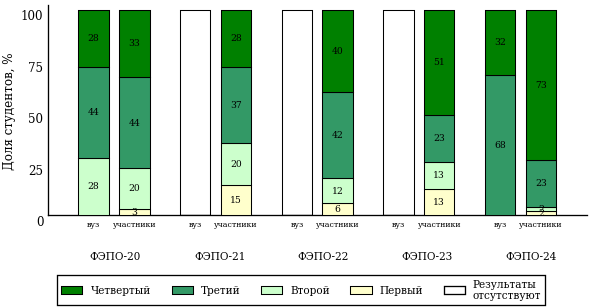 Доля студентов, %
100
75
50
25
0
28 33 28 40 51 32 73
44 44 37 42 23 68 23
28 20 20 12 13 2
3 15 6 13 2
вуз участники вуз участники вуз участники вуз участники вуз участники
ФЭПО-20 ФЭПО-21 ФЭПО-22 ФЭПО-23 ФЭПО-24
Четвертый Третий Второй Первый Результаты
отсутствуют